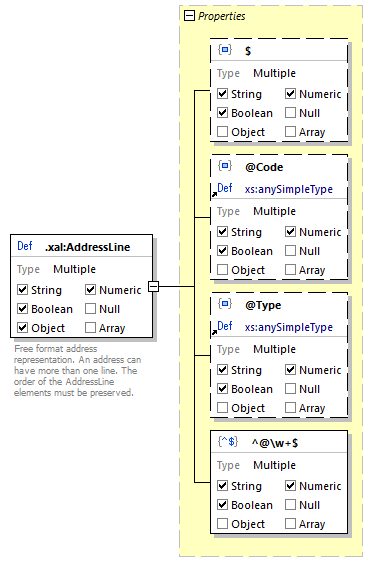 Properties
$
Type Multiple
String Numeric
Boolean Null
Object Array
@Code
Def xs:anySimpleType
Type Multiple
String Numeric
Boolean Null
Object Array
Def .xal:AddressLine
Type Multiple
String Numeric
Boolean Null
Object Array
Free format address
representation. An address can
have more than one line. The
order of the AddressLine
elements must be preserved.
@Type
Def xs:anySimpleType
Type Multiple
String Numeric
Boolean Null
Object Array
{^$} ^@\w+$
Type Multiple
String Numeric
Boolean Null
Object Array